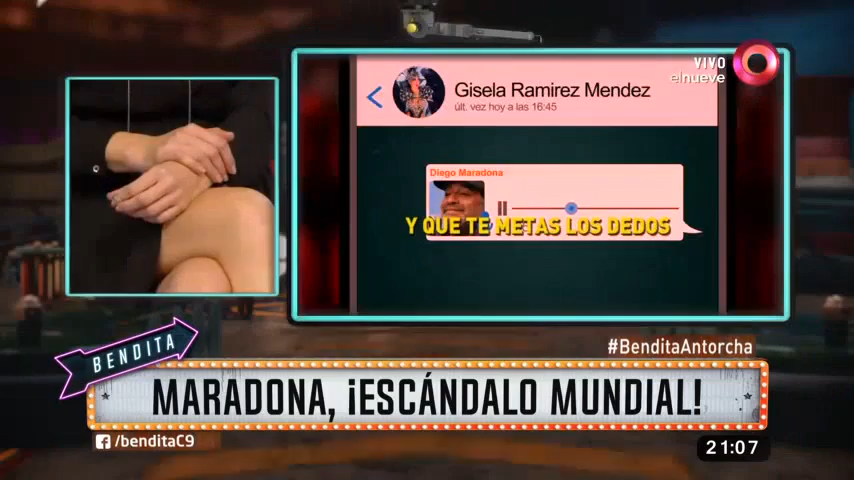 VIVO
elnueve
Gisela Ramirez Mendez
últ. vez hoy a las 16:45
Diego Maradona
Y QUE TE METAS LOS DEDOS
#BenditaAntorcha
BENDITA
MARADONA, ¡ESCÁNDALO MUNDIAL!
/benditaC9
21:07